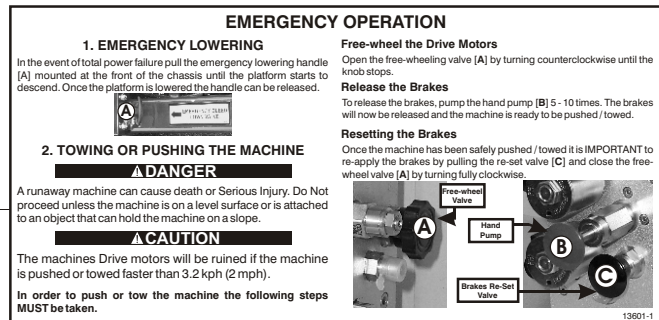 EMERGENCY OPERATION
1. EMERGENCY LOWERING
In the event of total power failure pull the emergency lowering handle
[A] mounted at the front of the chassis until the platform starts to
descend. Once the platform is lowered the handle can be released.
A
2. TOWING OR PUSHING THE MACHINE
DANGER
A runaway machine can cause death or Serious Injury. Do Not
proceed unless the machine is on a level surface or is attached
to an object that can hold the machine on a slope.
CAUTION
The machines Drive motors will be ruined if the machine
is pushed or towed faster than 3.2 kph (2 mph).
In order to push or tow the machine the following steps
MUST be taken.
Free-wheel the Drive Motors
Open the free-wheeling valve [A] by turning counterclockwise until the
knob stops.
Release the Brakes
To release the brakes, pump the hand pump [B] 5 - 10 times. The brakes
will now be released and the machine is ready to be pushed / towed.
Resetting the Brakes
Once the machine has been safely pushed / towed it is IMPORTANT to
re-apply the brakes by pulling the re-set valve [C] and close the free-
wheel valve [A] by turning fully clockwise.
Free-wheel
Valve
A
Hand
Pump
B
C
Brakes Re-Set
Valve
13601-1